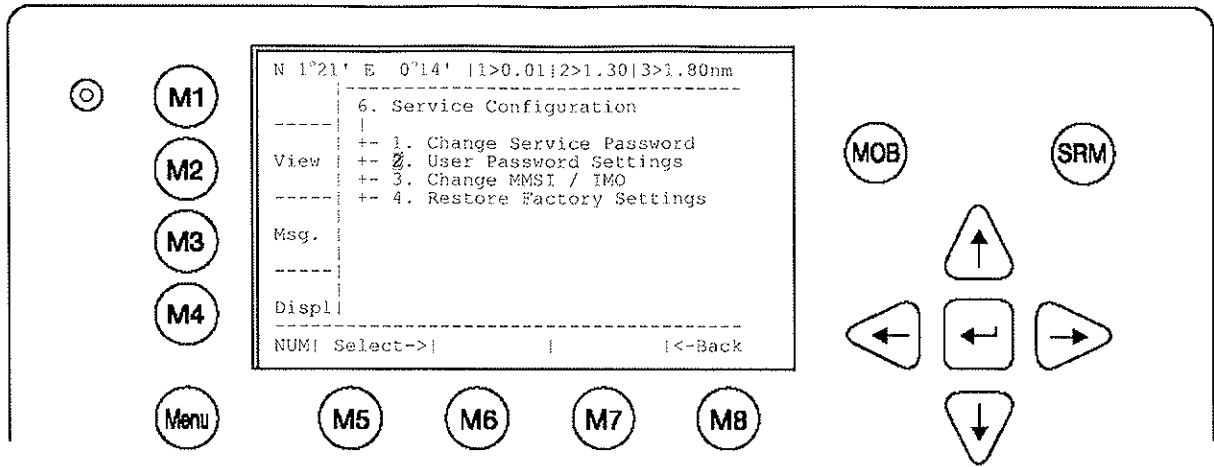 N 1°21' E 0°14' |1>0.01|2>1.30|3>1.80nm
6. Service Configuration
+- 1. Change Service Password
View +- 2. User Password Settings
+- 3. Change MMSI / IMO
+- 4. Restore Factory Settings
Msg.
Displ
NUM| Select->| | |<-Back
M1
M2
M3
M4
Menu
M5
M6
M7
M8
MOB
SRM